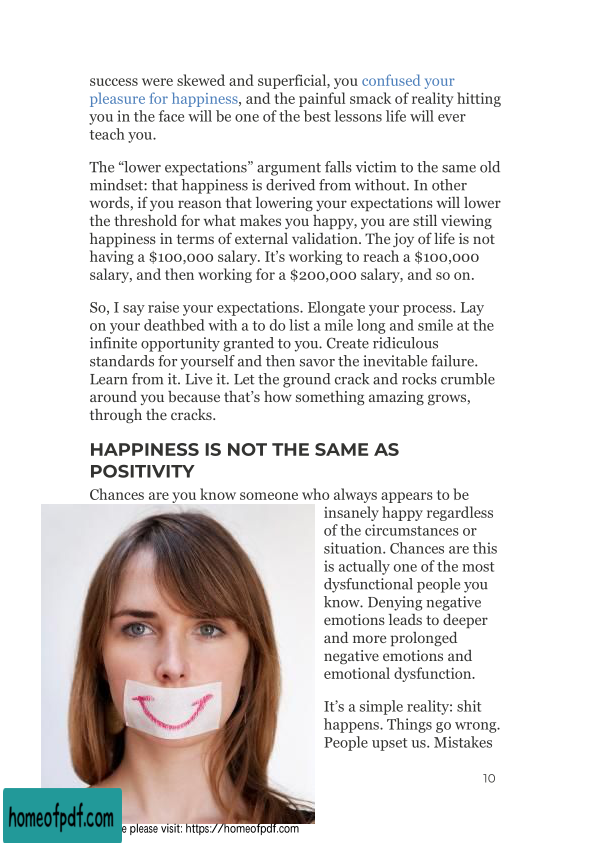 success were skewed and superficial, you confused your
pleasure for happiness, and the painful smack of reality hitting
you in the face will be one of the best lessons life will ever
teach you.
The “lower expectations” argument falls victim to the same old
mindset: that happiness is derived from without. In other
words, if you reason that lowering your expectations will lower
the threshold for what makes you happy, you are still viewing
happiness in terms of external validation. The joy of life is not
having a $100,000 salary. It’s working to reach a $100,000
salary, and then working for a $200,000 salary, and so on.
So, I say raise your expectations. Elongate your process. Lay
on your deathbed with a to do list a mile long and smile at the
infinite opportunity granted to you. Create ridiculous
standards for yourself and then savor the inevitable failure.
Learn from it. Live it. Let the ground crack and rocks crumble
around you because that’s how something amazing grows,
through the cracks.
HAPPINESS IS NOT THE SAME AS
POSITIVITY
Chances are you know someone who always appears to be
insanely happy regardless
of the circumstances or
situation. Chances are this
is actually one of the most
dysfunctional people you
know. Denying negative
emotions leads to deeper
and more prolonged
negative emotions and
emotional dysfunction.
It’s a simple reality: shit
happens. Things go wrong.
People upset us. Mistakes
10
homeofpdf.com
please visit: https://homeofpdf.com